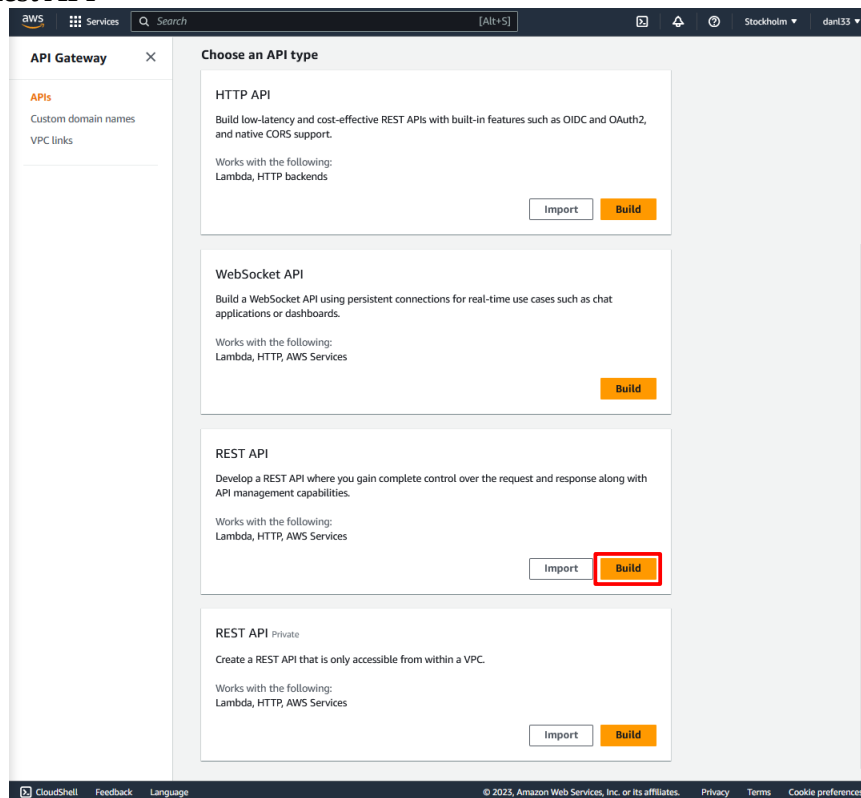 aws Services Search [Alt+S] Stockholm ▼ danl33 ▼
API Gateway ×
APIs
Custom domain names
VPC links
Choose an API type
HTTP API
Build low-latency and cost-effective REST APIs with built-in features such as OIDC and OAuth2,
and native CORS support.
Works with the following:
Lambda, HTTP backends
Import Build
WebSocket API
Build a WebSocket API using persistent connections for real-time use cases such as chat
applications or dashboards.
Works with the following:
Lambda, HTTP, AWS Services
Build
REST API
Develop a REST API where you gain complete control over the request and response along with
API management capabilities.
Works with the following:
Lambda, HTTP, AWS Services
Import Build
REST API Private
Create a REST API that is only accessible from within a VPC.
Works with the following:
Lambda, HTTP, AWS Services
Import Build
CloudShell Feedback Language © 2023, Amazon Web Services, Inc. or its affiliates. Privacy Terms Cookie preferences